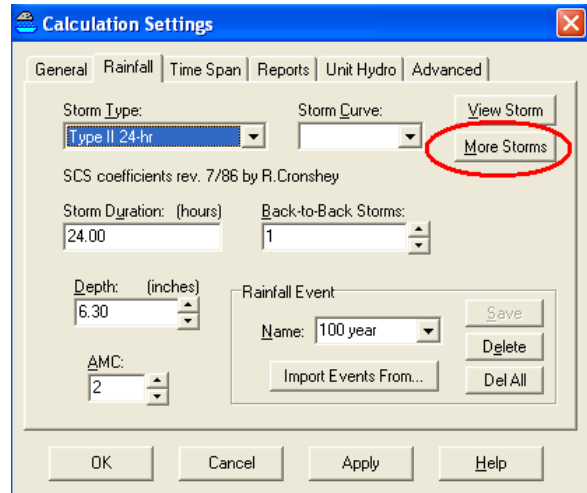 Calculation Settings
General Rainfall Time Span Reports Unit Hydro Advanced
Storm Type: Storm Curve: View Storm
Type II 24-hr More Storms
SCS coefficients rev. 7/86 by R.Cronshey
Storm Duration: (hours) Back-to-Back Storms:
24.00 1
Depth: (inches) Rainfall Event
6.30 Save
Name: 100 year
Delete
AMC:
2 Import Events From... Del All
OK Cancel Apply Help